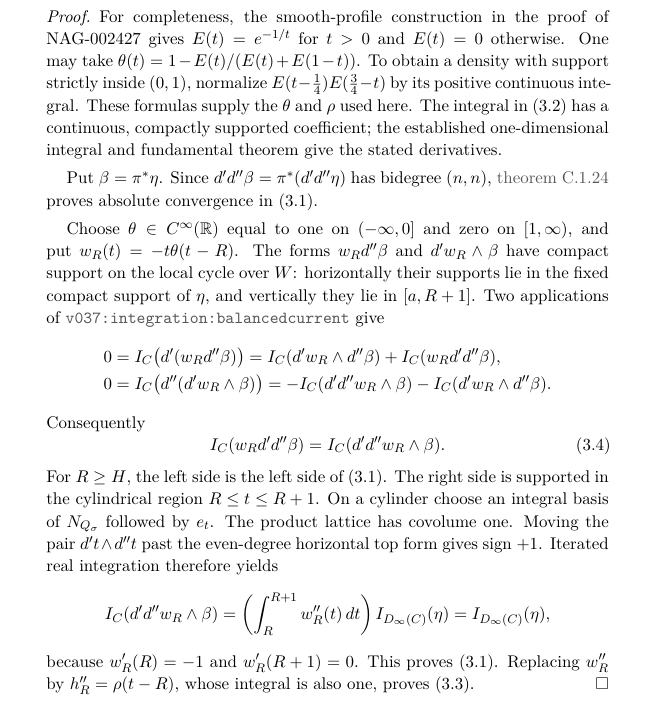 Proof. For completeness, the smooth-profile construction in the proof of
NAG-002427 gives E(t) = e^{−1/t} for t > 0 and E(t) = 0 otherwise. One
may take θ(t) = 1−E(t)/(E(t)+E(1−t)). To obtain a density with support
strictly inside (0, 1), normalize E(t−1/4)E(3/4−t) by its positive continuous inte-
gral. These formulas supply the θ and ρ used here. The integral in (3.2) has a
continuous, compactly supported coefficient; the established one-dimensional
integral and fundamental theorem give the stated derivatives.
Put β = π*η. Since d′d″β = π*(d′d″η) has bidegree (n, n), theorem C.1.24
proves absolute convergence in (3.1).
Choose θ ∈ C^∞(ℝ) equal to one on (−∞, 0] and zero on [1, ∞), and
put w_R(t) = −tθ(t − R). The forms w_R d″β and d′w_R ∧ β have compact
support on the local cycle over W: horizontally their supports lie in the fixed
compact support of η, and vertically they lie in [a, R + 1]. Two applications
of v037:integration:balancedcurrent give
0 = I_C(d′(w_R d″β)) = I_C(d′w_R ∧ d″β) + I_C(w_R d′d″β),
0 = I_C(d″(d′w_R ∧ β)) = −I_C(d′d″w_R ∧ β) − I_C(d′w_R ∧ d″β).
Consequently
I_C(w_R d′d″β) = I_C(d′d″w_R ∧ β). (3.4)
For R ≥ H, the left side is the left side of (3.1). The right side is supported in
the cylindrical region R ≤ t ≤ R + 1. On a cylinder choose an integral basis
of N_{Q_σ} followed by e_t. The product lattice has covolume one. Moving the
pair d′t∧d″t past the even-degree horizontal top form gives sign +1. Iterated
real integration therefore yields
I_C(d′d″w_R ∧ β) = (∫_R^{R+1} w″_R(t) dt) I_{D_∞(C)}(η) = I_{D_∞(C)}(η),
because w′_R(R) = −1 and w′_R(R + 1) = 0. This proves (3.1). Replacing w″_R
by h″_R = ρ(t − R), whose integral is also one, proves (3.3). □